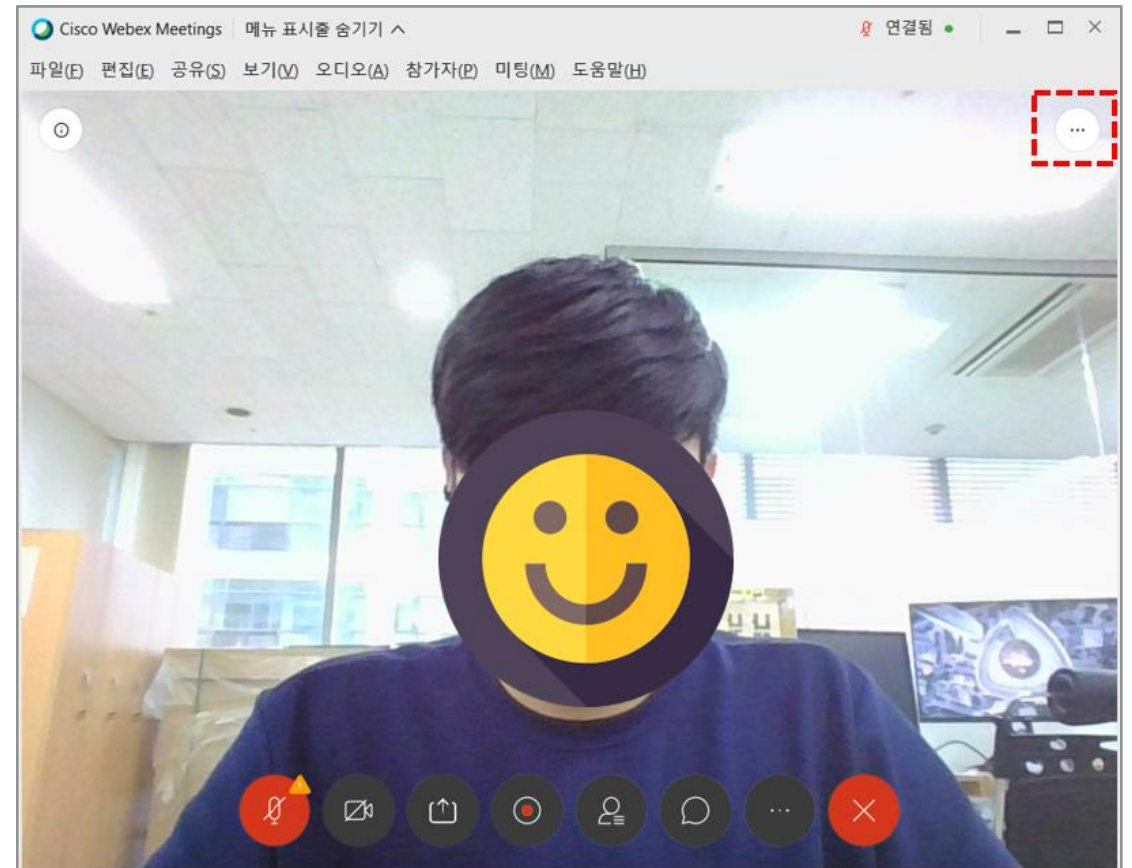 Cisco Webex Meetings 메뉴 표시줄 숨기기 연결됨
파일(F) 편집(E) 공유(S) 보기(V) 오디오(A) 참가자(P) 미팅(M) 도움말(H)